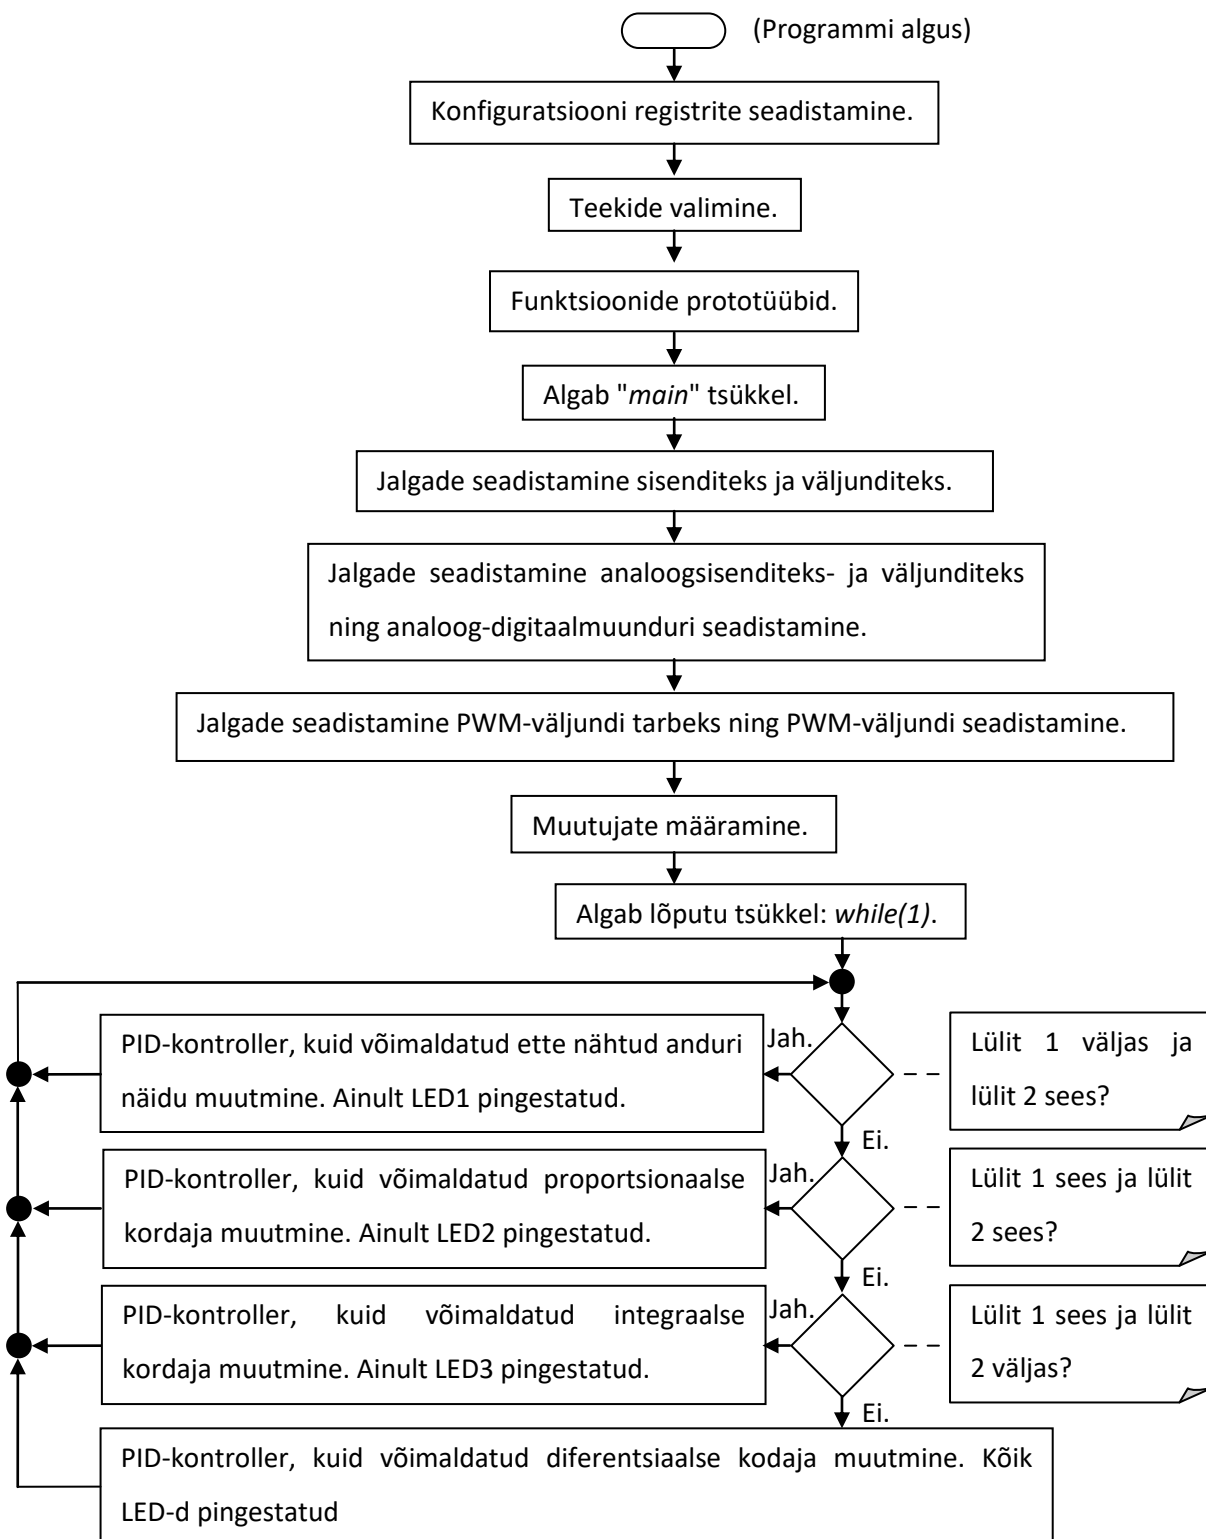 (Programmi algus)
Konfiguratsiooni registrite seadistamine.
Teekide valimine.
Funktsioonide prototüübid.
Algab "main" tsükkel.
Jalgade seadistamine sisenditeks ja väljunditeks.
Jalgade seadistamine analoogsisenditeks- ja väljunditeks
ning analoog-digitaalmuunduri seadistamine.
Jalgade seadistamine PWM-väljundi tarbeks ning PWM-väljundi seadistamine.
Muutujate määramine.
Algab lõputu tsükkel: while(1).
PID-kontroller, kuid võimaldatud ette nähtud anduri
näidu muutmine. Ainult LED1 pingestatud.
Jah.
Lülit 1 väljas ja
lülit 2 sees?
Ei.
PID-kontroller, kuid võimaldatud proportsionaalse
kordaja muutmine. Ainult LED2 pingestatud.
Jah.
Lülit 1 sees ja lülit
2 sees?
Ei.
PID-kontroller, kuid võimaldatud integraalse
kordaja muutmine. Ainult LED3 pingestatud.
Jah.
Lülit 1 sees ja lülit
2 väljas?
Ei.
PID-kontroller, kuid võimaldatud diferentsiaalse kodaja muutmine. Kõik
LED-d pingestatud